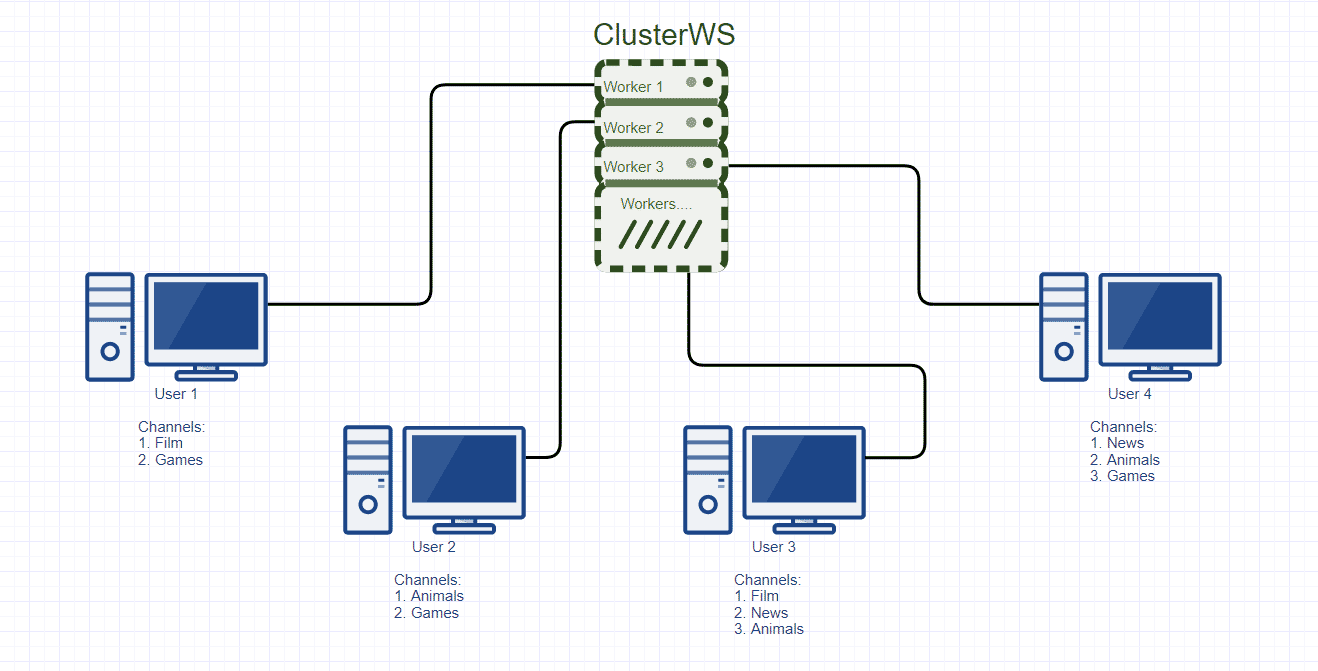 ClusterWS
Worker 1
Worker 2
Worker 3
Workers....
User 1
Channels:
1. Film
2. Games
User 2
Channels:
1. Animals
2. Games
User 3
Channels:
1. Film
2. News
3. Animals
User 4
Channels:
1. News
2. Animals
3. Games